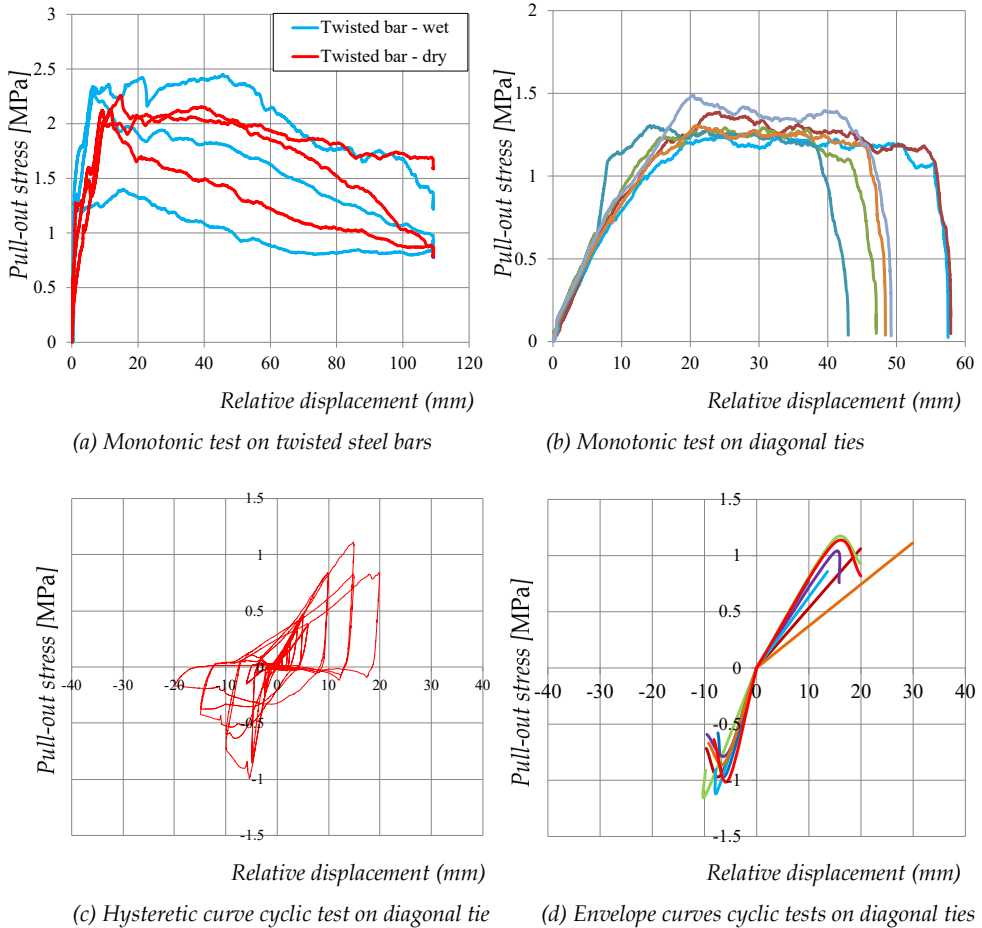 3
2.5
2
1.5
1
0.5
0
0 20 40 60 80 100 120
Pull-out stress [MPa]
Twisted bar - wet
Twisted bar - dry
Relative displacement (mm)
(a) Monotonic test on twisted steel bars
2
1.5
1
0.5
0
0 10 20 30 40 50 60
Pull-out stress [MPa]
Relative displacement (mm)
(b) Monotonic test on diagonal ties
1.5
1
0.5
0
-0.5
-1
-1.5
-40 -30 -20 -10 0 10 20 30 40
Pull-out stress [MPa]
Relative displacement (mm)
(c) Hysteretic curve cyclic test on diagonal tie
1.5
1
0.5
0
-0.5
-1
-1.5
-40 -30 -20 -10 0 10 20 30 40
Pull-out stress [MPa]
Relative displacement (mm)
(d) Envelope curves cyclic tests on diagonal ties